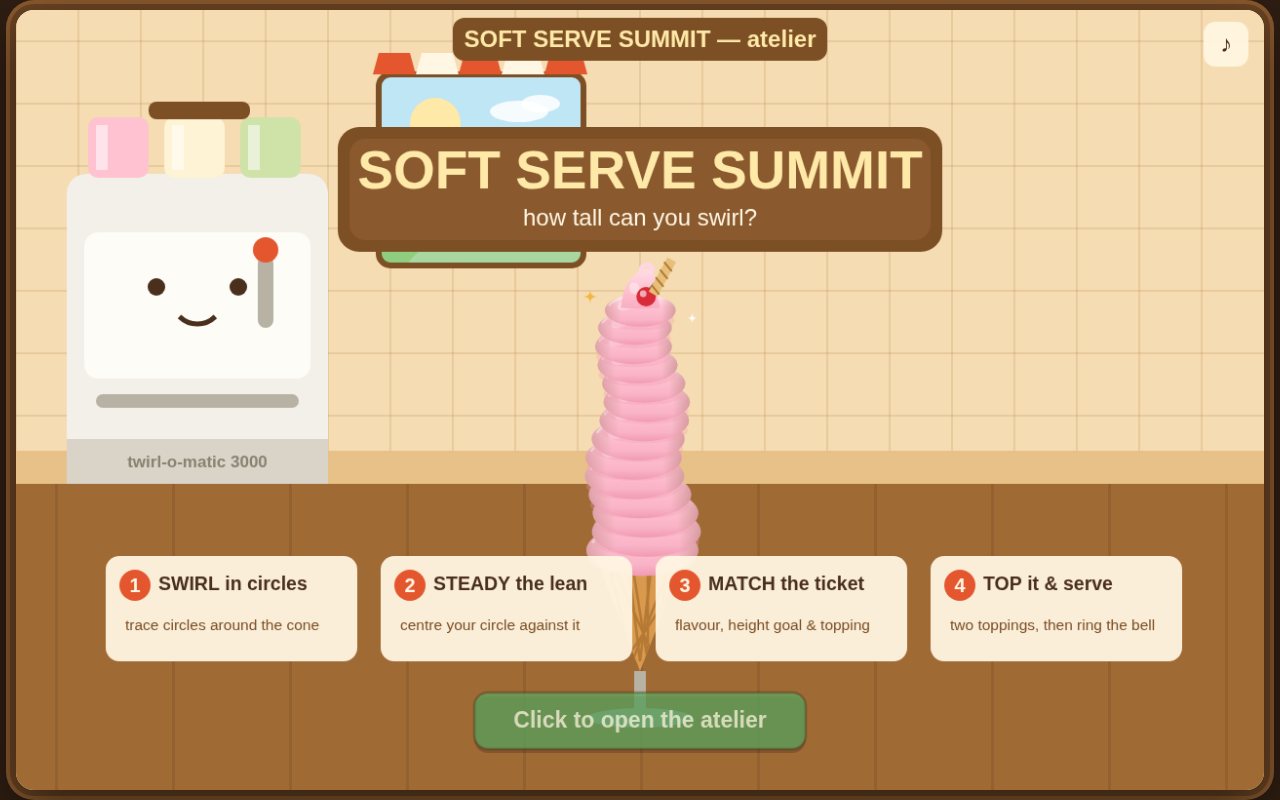 SOFT SERVE SUMMIT — atelier
♪
SOFT SERVE SUMMIT
how tall can you swirl?
twirl-o-matic 3000
1 SWIRL in circles
trace circles around the cone
2 STEADY the lean
centre your circle against it
3 MATCH the ticket
flavour, height goal & topping
4 TOP it & serve
two toppings, then ring the bell
Click to open the atelier